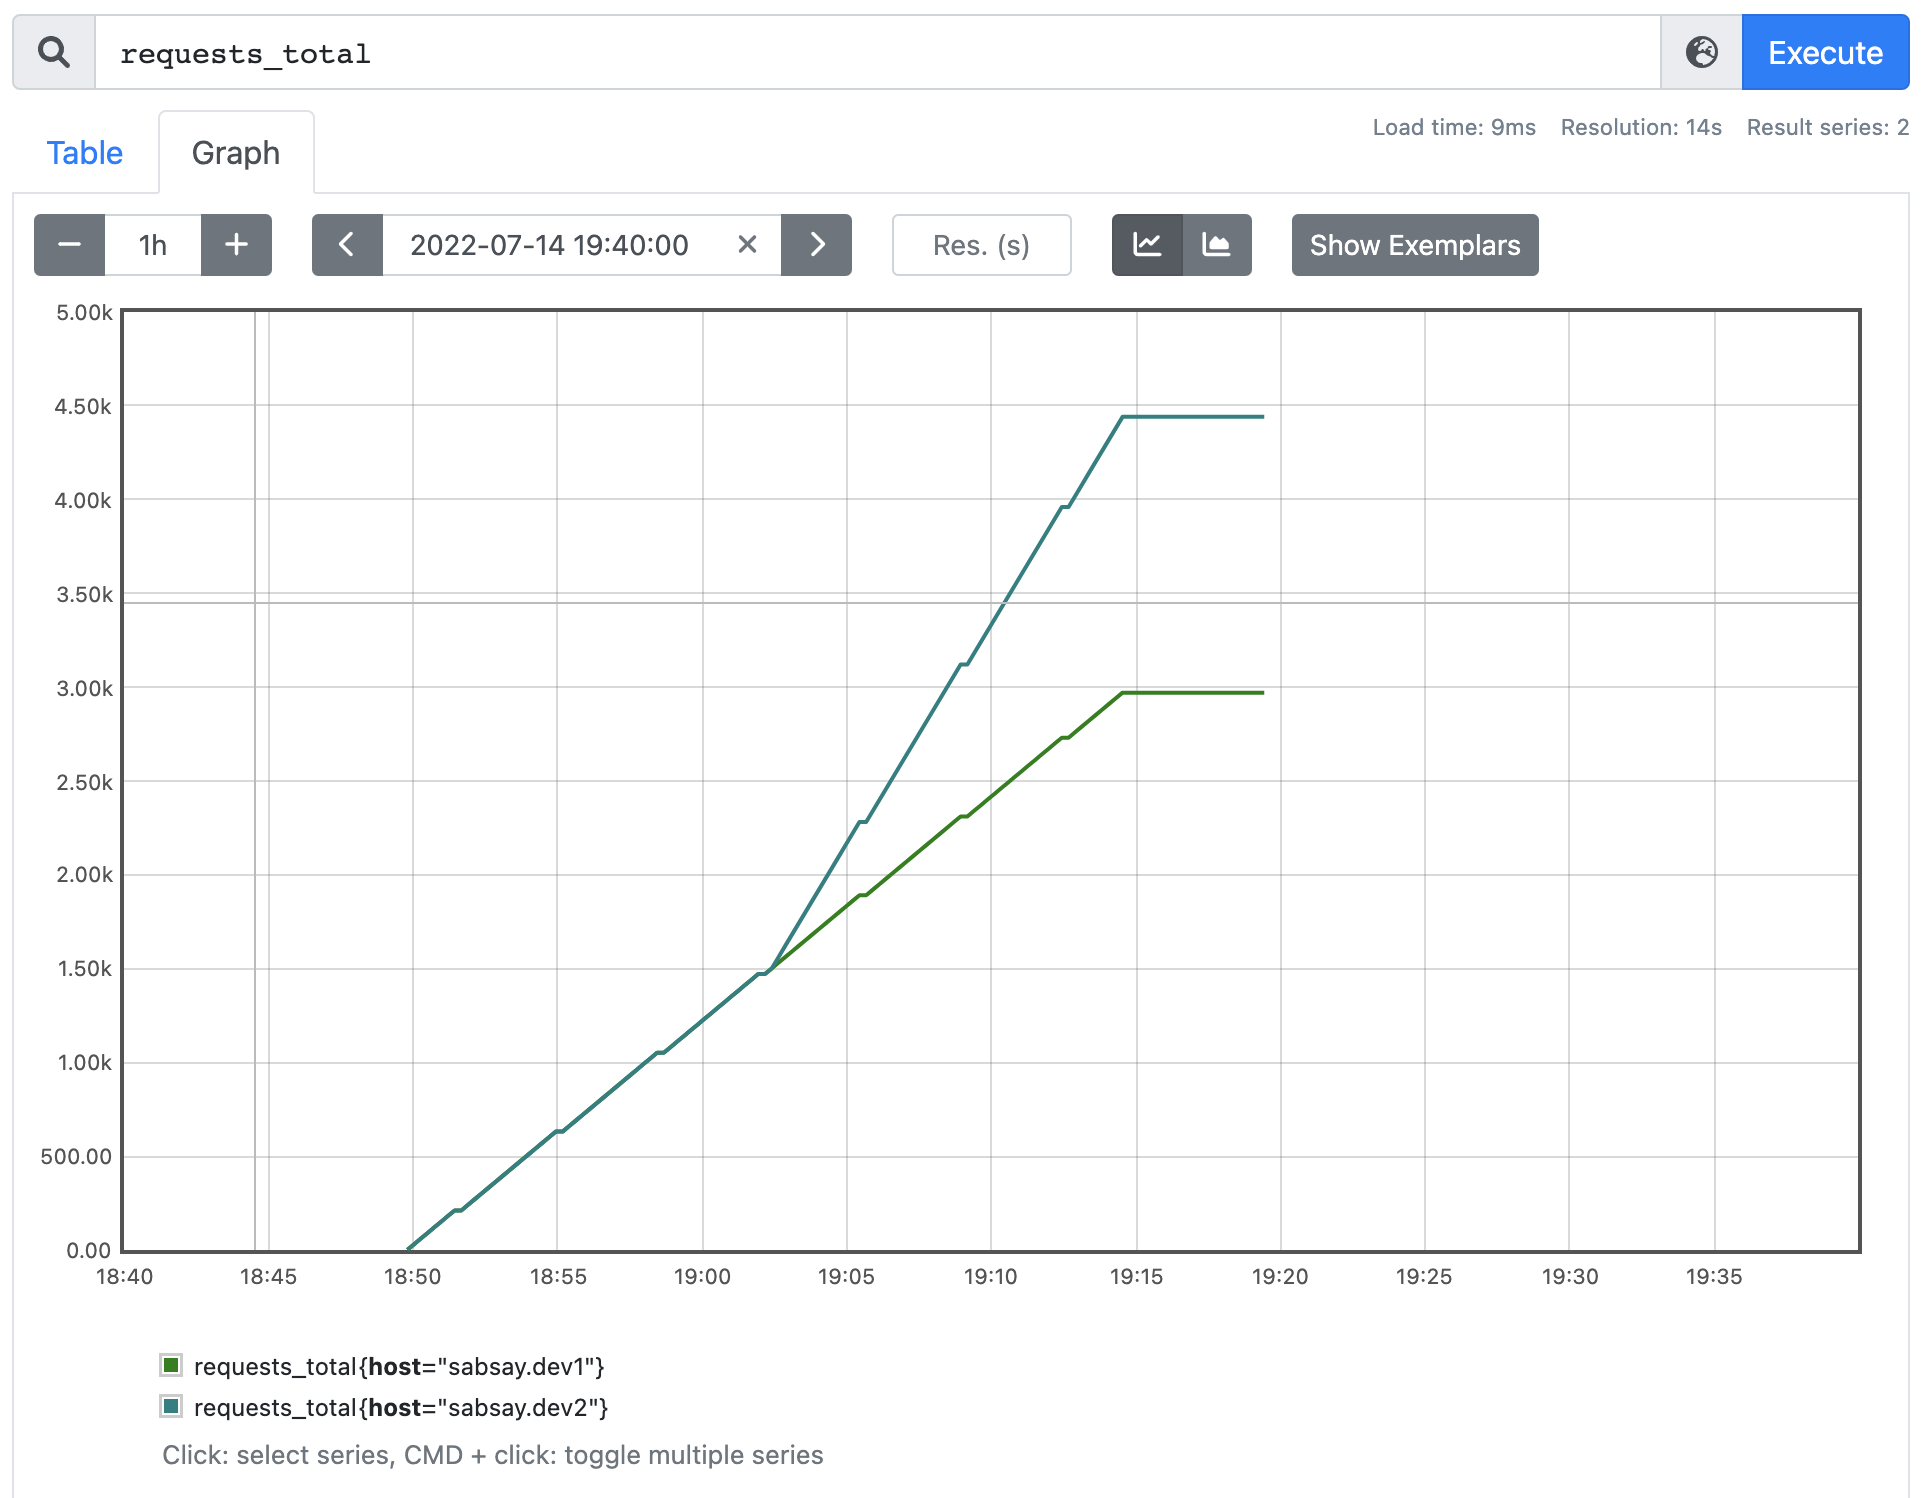 requests_total
Execute
Table
Graph
Load time: 9ms Resolution: 14s Result series: 2
1h
2022-07-14 19:40:00
Res. (s)
Show Exemplars
5.00k
4.50k
4.00k
3.50k
3.00k
2.50k
2.00k
1.50k
1.00k
500.00
0.00
18:40 18:45 18:50 18:55 19:00 19:05 19:10 19:15 19:20 19:25 19:30 19:35
requests_total{host="sabsay.dev1"}
requests_total{host="sabsay.dev2"}
Click: select series, CMD + click: toggle multiple series